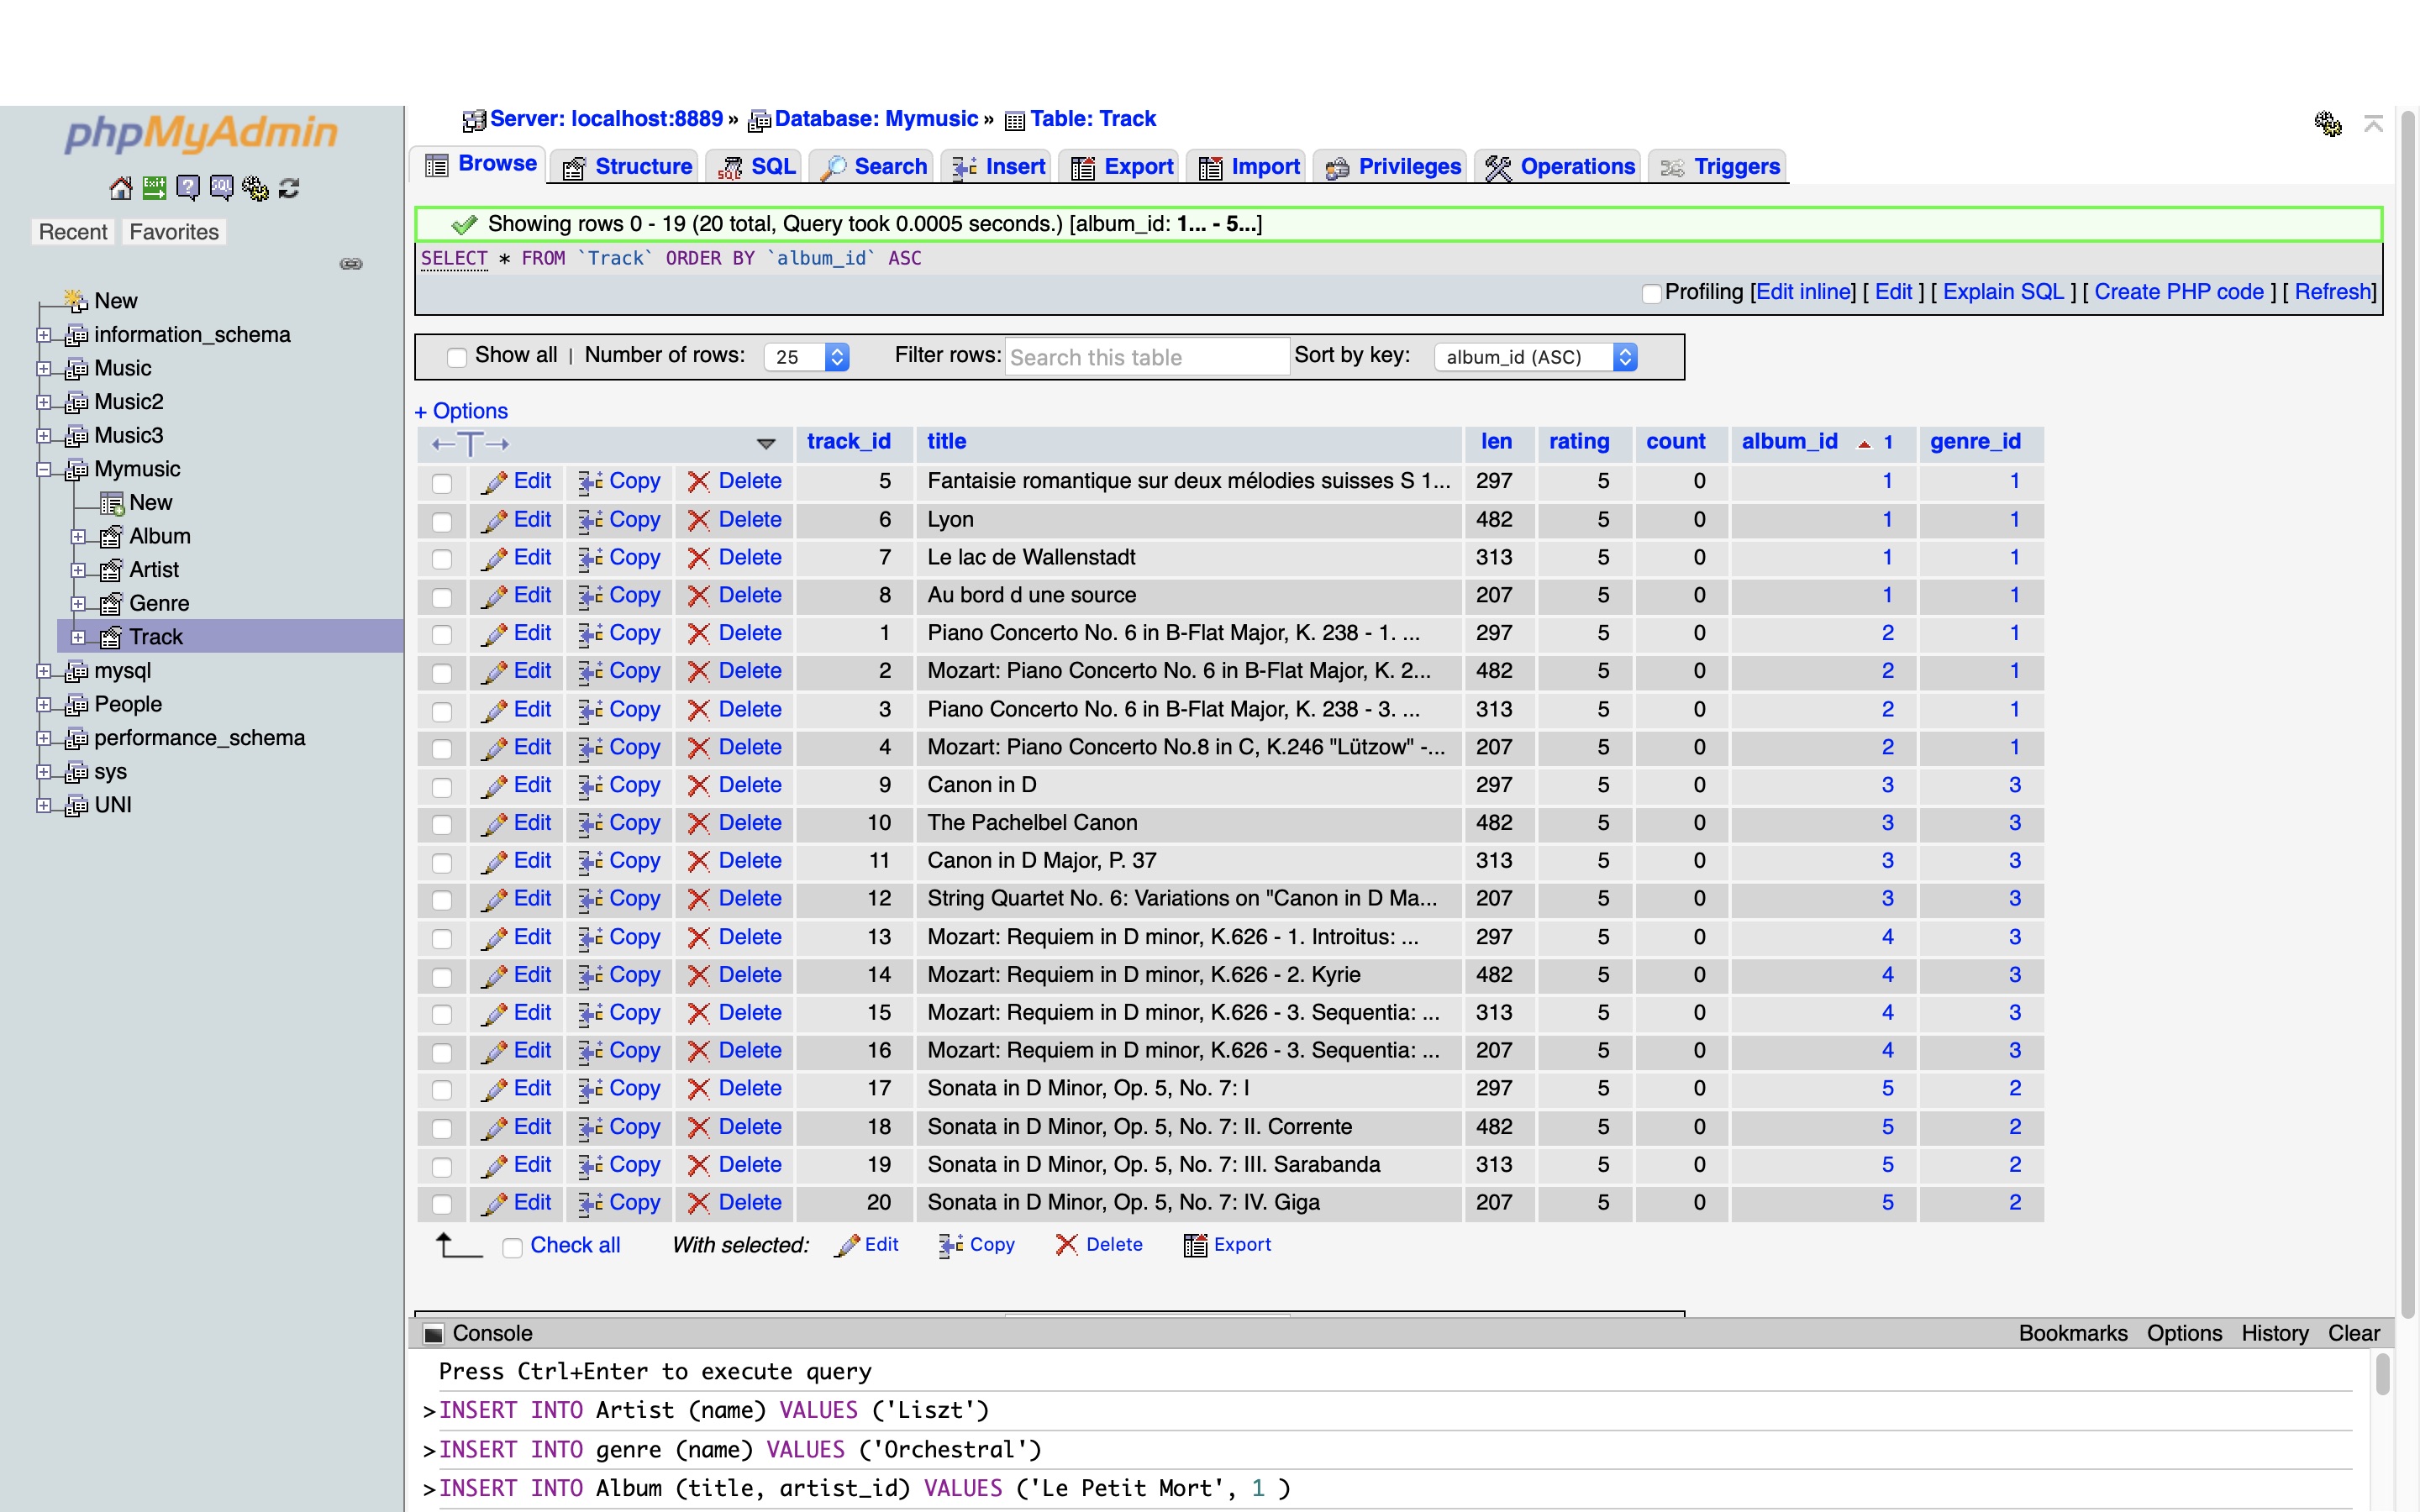 phpMyAdmin
Recent Favorites
New
information_schema
Music
Music2
Music3
Mymusic
New
Album
Artist
Genre
Track
mysql
People
performance_schema
sys
UNI
Server: localhost:8889 » Database: Mymusic » Table: Track
Browse Structure SQL Search Insert Export Import Privileges Operations Triggers
Showing rows 0 - 19 (20 total, Query took 0.0005 seconds.) [album_id: 1... - 5...]
SELECT * FROM `Track` ORDER BY `album_id` ASC
Profiling [Edit inline] [ Edit ] [ Explain SQL ] [ Create PHP code ] [ Refresh]
Show all | Number of rows: 25 Filter rows: Search this table Sort by key: album_id (ASC)
+ Options
←T→ track_id title len rating count album_id 1 genre_id
Edit Copy Delete 5 Fantaisie romantique sur deux mélodies suisses S 1... 297 5 0 1 1
Edit Copy Delete 6 Lyon 482 5 0 1 1
Edit Copy Delete 7 Le lac de Wallenstadt 313 5 0 1 1
Edit Copy Delete 8 Au bord d une source 207 5 0 1 1
Edit Copy Delete 1 Piano Concerto No. 6 in B-Flat Major, K. 238 - 1. ... 297 5 0 2 1
Edit Copy Delete 2 Mozart: Piano Concerto No. 6 in B-Flat Major, K. 2... 482 5 0 2 1
Edit Copy Delete 3 Piano Concerto No. 6 in B-Flat Major, K. 238 - 3. ... 313 5 0 2 1
Edit Copy Delete 4 Mozart: Piano Concerto No.8 in C, K.246 "Lützow" -... 207 5 0 2 1
Edit Copy Delete 9 Canon in D 297 5 0 3 3
Edit Copy Delete 10 The Pachelbel Canon 482 5 0 3 3
Edit Copy Delete 11 Canon in D Major, P. 37 313 5 0 3 3
Edit Copy Delete 12 String Quartet No. 6: Variations on "Canon in D Ma... 207 5 0 3 3
Edit Copy Delete 13 Mozart: Requiem in D minor, K.626 - 1. Introitus: ... 297 5 0 4 3
Edit Copy Delete 14 Mozart: Requiem in D minor, K.626 - 2. Kyrie 482 5 0 4 3
Edit Copy Delete 15 Mozart: Requiem in D minor, K.626 - 3. Sequentia: ... 313 5 0 4 3
Edit Copy Delete 16 Mozart: Requiem in D minor, K.626 - 3. Sequentia: ... 207 5 0 4 3
Edit Copy Delete 17 Sonata in D Minor, Op. 5, No. 7: I 297 5 0 5 2
Edit Copy Delete 18 Sonata in D Minor, Op. 5, No. 7: II. Corrente 482 5 0 5 2
Edit Copy Delete 19 Sonata in D Minor, Op. 5, No. 7: III. Sarabanda 313 5 0 5 2
Edit Copy Delete 20 Sonata in D Minor, Op. 5, No. 7: IV. Giga 207 5 0 5 2
Check all With selected: Edit Copy Delete Export
Console Bookmarks Options History Clear
Press Ctrl+Enter to execute query
>INSERT INTO Artist (name) VALUES ('Liszt')
>INSERT INTO genre (name) VALUES ('Orchestral')
>INSERT INTO Album (title, artist_id) VALUES ('Le Petit Mort', 1 )